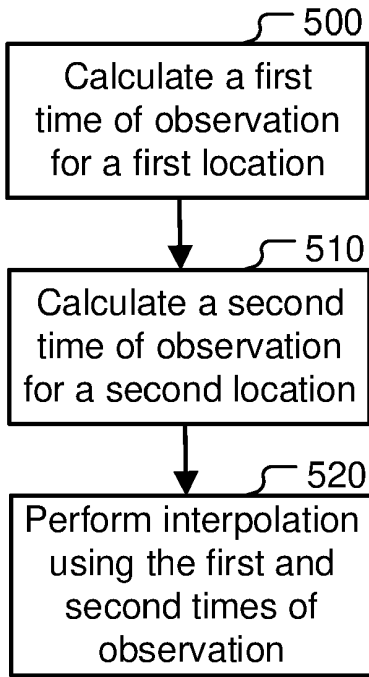 500
Calculate a first
time of observation
for a first location
510
Calculate a second
time of observation
for a second location
520
Perform interpolation
using the first and
second times of
observation